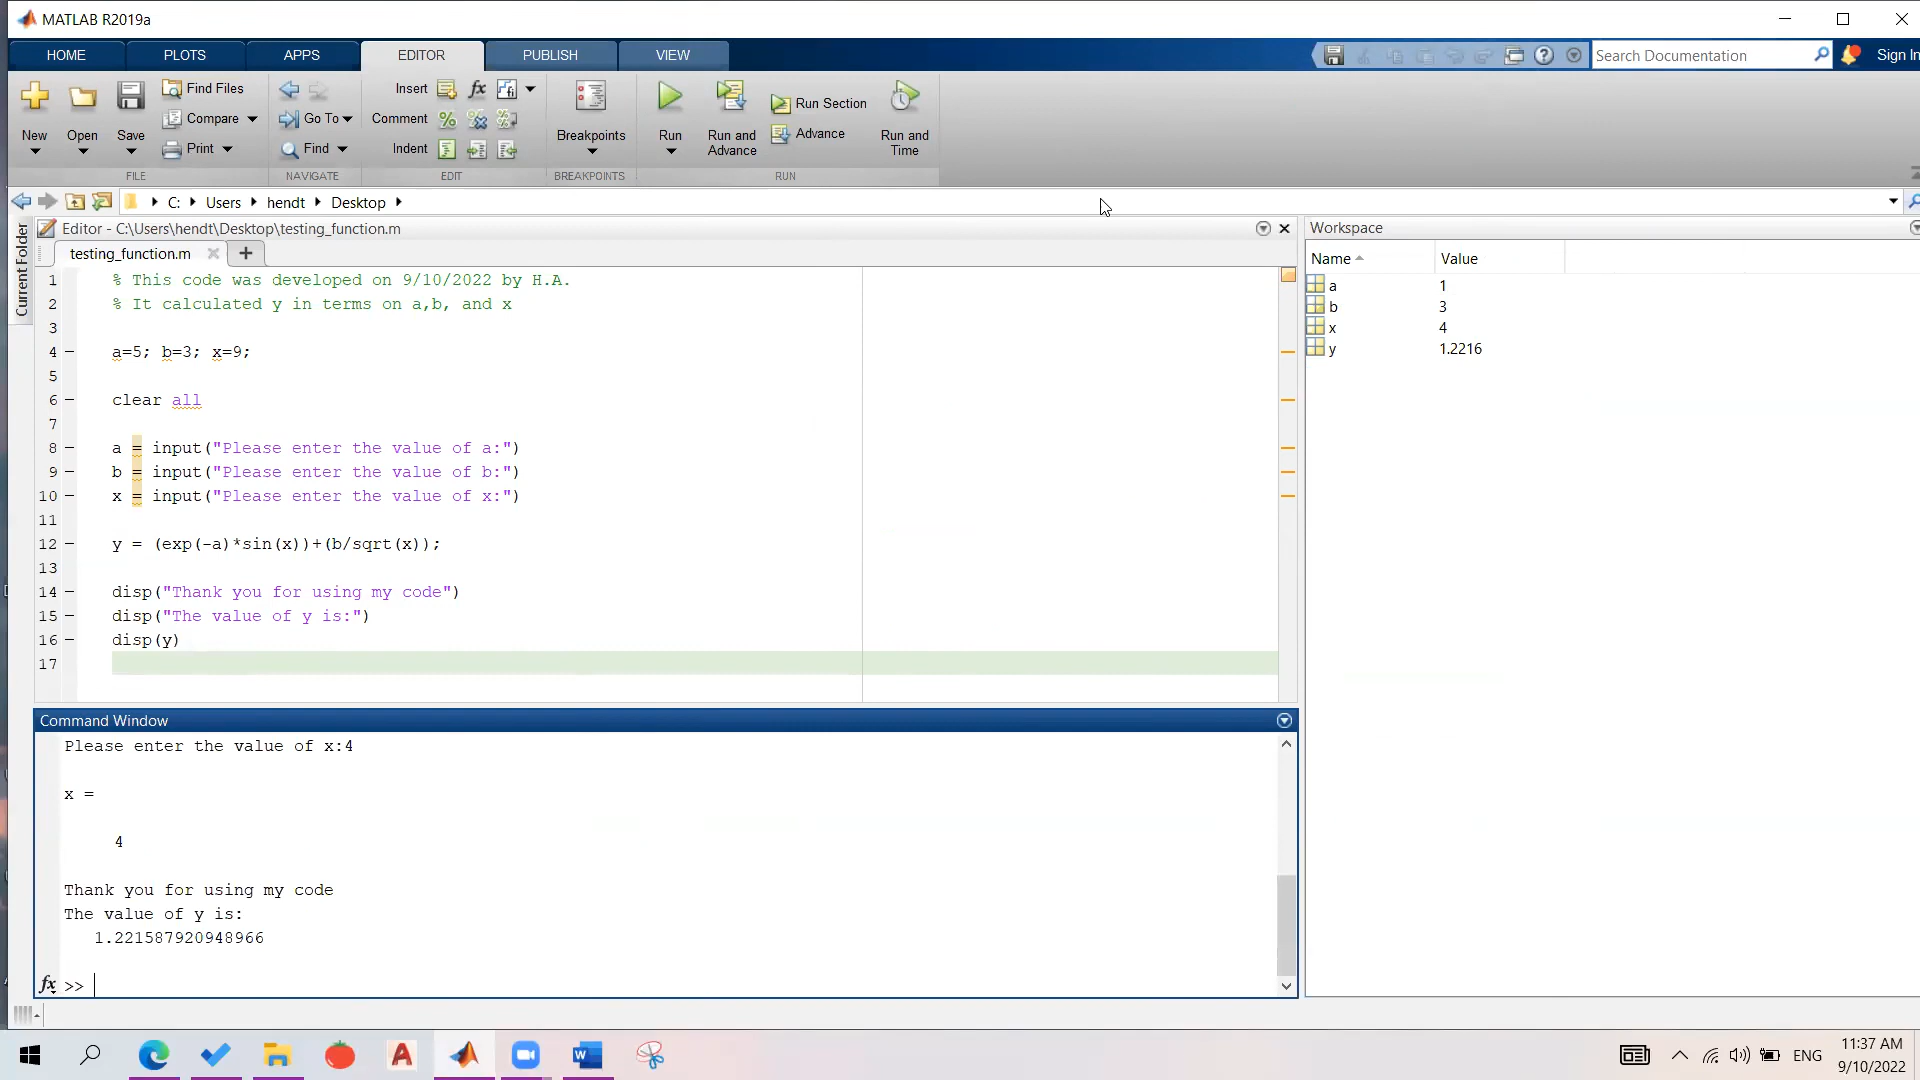 MATLAB R2019a
HOME PLOTS APPS EDITOR PUBLISH VIEW
Search Documentation
Sign In
New
Open
Save
Find Files
Compare
Print
FILE
Go To
Find
NAVIGATE
Insert
Comment
Indent
EDIT
Breakpoints
BREAKPOINTS
Run
Run and Advance
Run Section
Advance
Run and Time
RUN
C: Users hendt Desktop
Current Folder
Editor - C:\Users\hendt\Desktop\testing_function.m
testing_function.m
1 % This code was developed on 9/10/2022 by H.A.
2 % It calculated y in terms on a,b, and x
3
4 – a=5; b=3; x=9;
5
6 – clear all
7
8 – a = input("Please enter the value of a:")
9 – b = input("Please enter the value of b:")
10 – x = input("Please enter the value of x:")
11
12 – y = (exp(-a)*sin(x))+(b/sqrt(x));
13
14 – disp("Thank you for using my code")
15 – disp("The value of y is:")
16 – disp(y)
17
Command Window
Please enter the value of x:4
x =
4
Thank you for using my code
The value of y is:
1.221587920948966
fx >>
Workspace
Name Value
a 1
b 3
x 4
y 1.2216
ENG
11:37 AM
9/10/2022